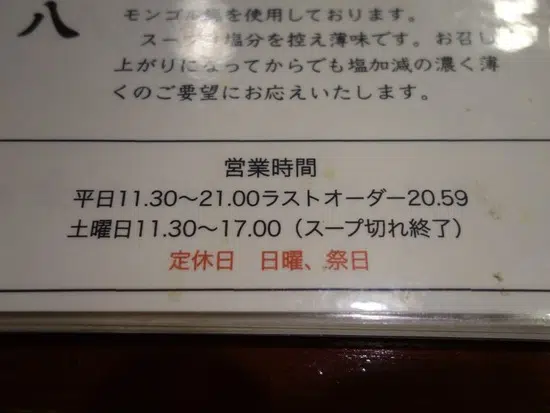 八
モンゴル塩を使用しております。
スープは塩分を控え薄味です。お召し
上がりになってからでも塩加減の濃く薄
くのご要望にお応えいたします。
営業時間
平日11.30～21.00ラストオーダー20.59
土曜日11.30～17.00（スープ切れ終了）
定休日　日曜、祭日